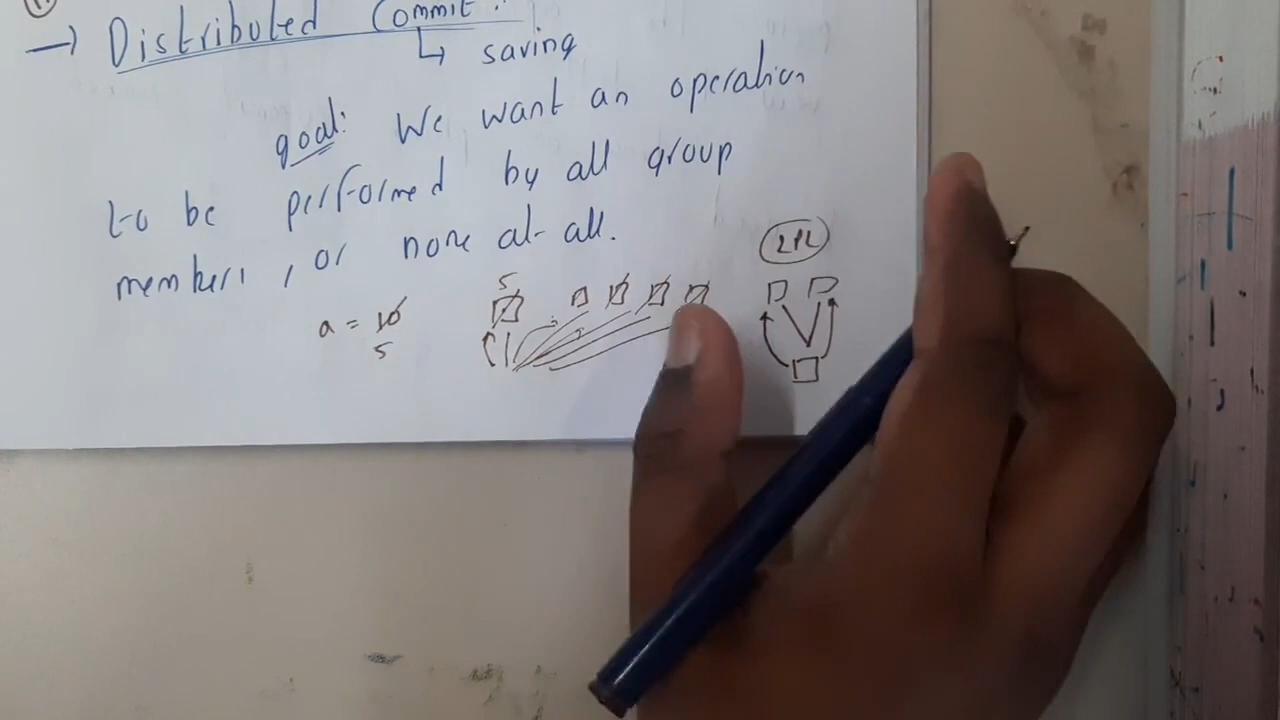 → Distributed Commit :
↳ saving
goal: We want an operation
to be performed by all group
members, or none at all.
a = 10
5
5